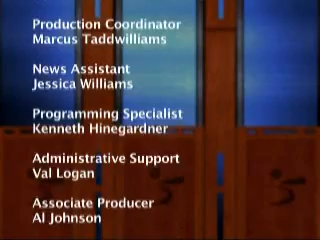 Production Coordinator
Marcus Taddwilliams
News Assistant
Jessica Williams
Programming Specialist
Kenneth Hinegardner
Administrative Support
Val Logan
Associate Producer
Al Johnson